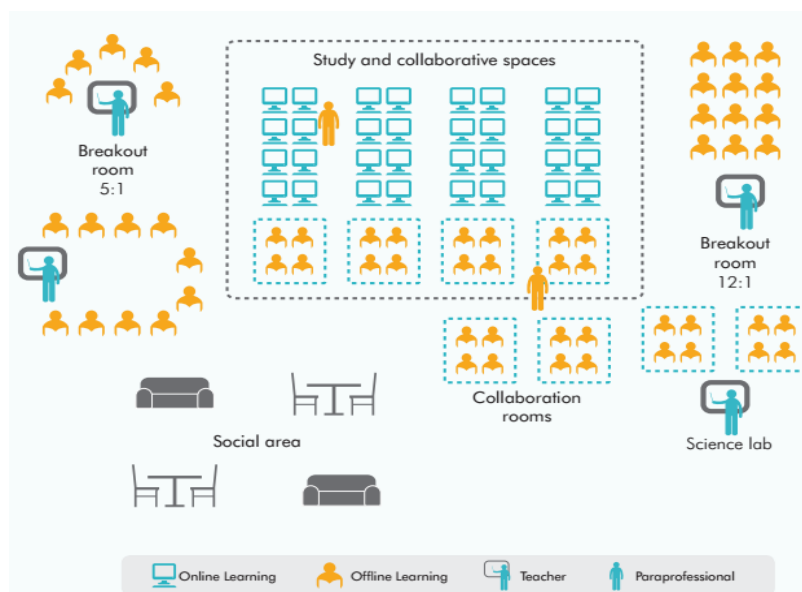 Study and collaborative spaces
Breakout
room
5:1
Breakout
room
12:1
Collaboration
rooms
Science lab
Social area
Online Learning
Offline Learning
Teacher
Paraprofessional